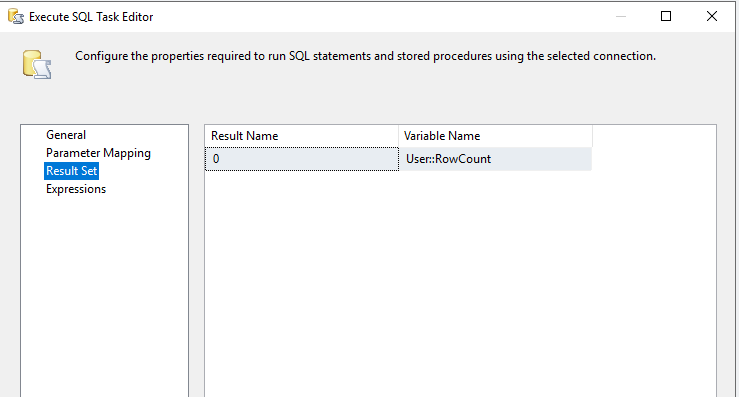 Execute SQL Task Editor
Configure the properties required to run SQL statements and stored procedures using the selected connection.
General
Parameter Mapping
Result Set
Expressions
Result Name Variable Name
0 User::RowCount